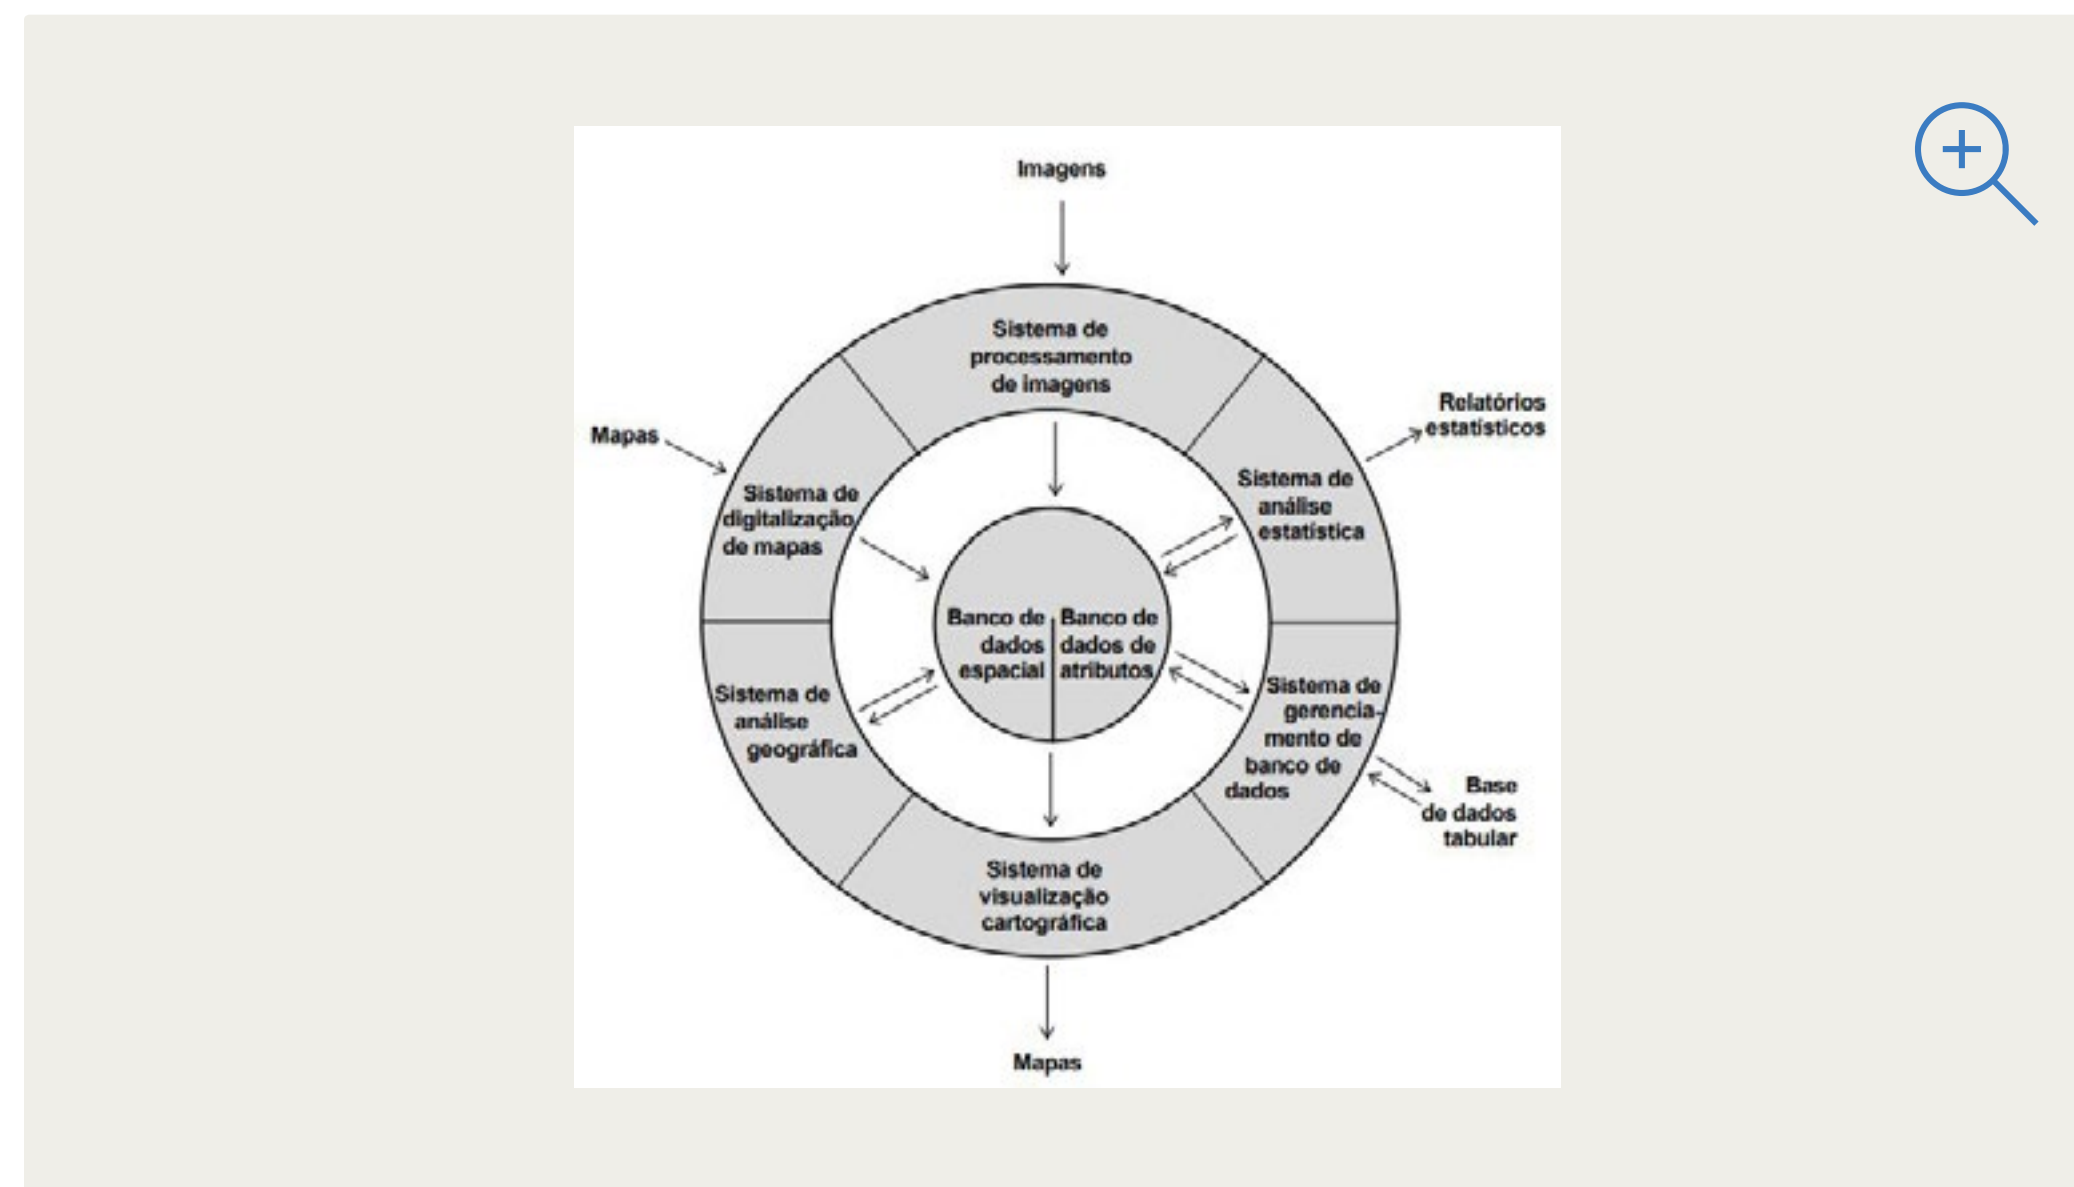 Imagens
Sistema de
processamento
de imagens
Mapas
Sistema de
digitalização
de mapas
Relatórios
estatísticos
Sistema de
análise
estatística
Banco de
dados
espacial
Banco de
dados de
atributos
Sistema de
análise
geográfica
Sistema de
gerencia-
mento de
banco de
dados
Base
de dados
tabular
Sistema de
visualização
cartográfica
Mapas